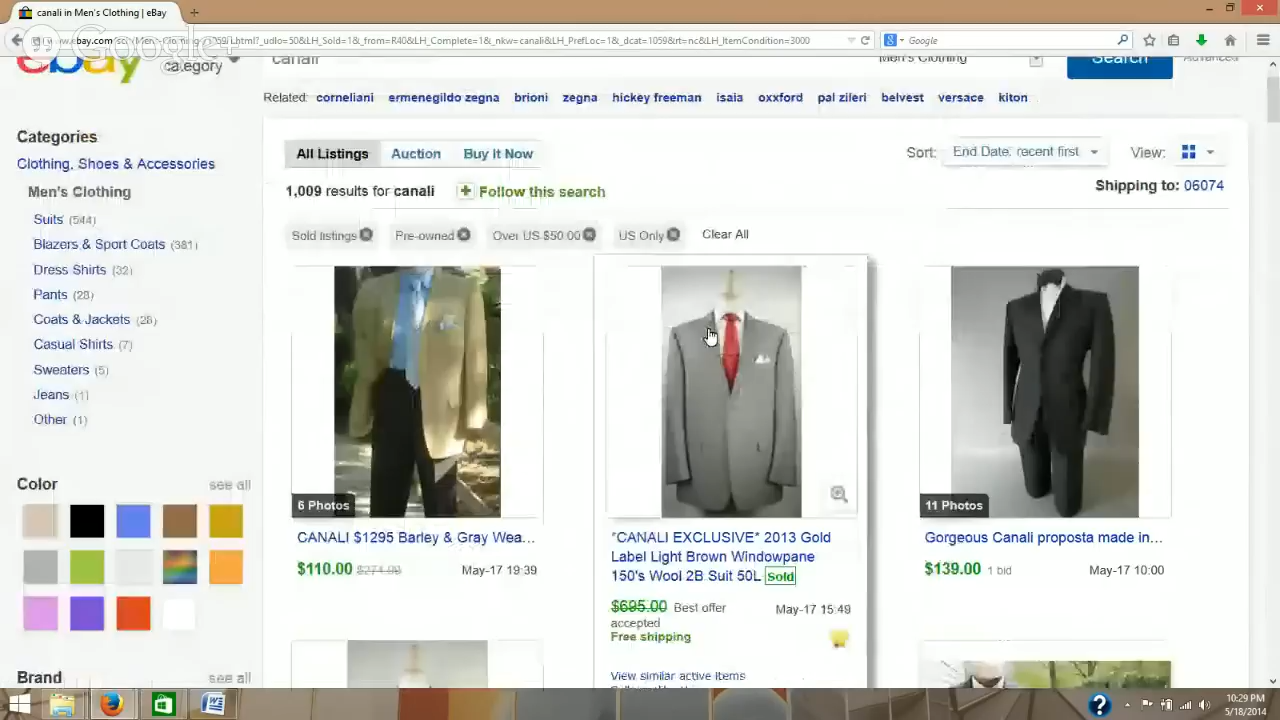 canali in Men's Clothing | eBay
Google+
.html?_udlo=50&LH_Sold=1&_from=R40&LH_Complete=1&_nkw=canali&LH_PrefLoc=1&_dcat=1059&rt=nc&LH_ItemCondition=3000
Google
ebay category canali Men's Clothing Search Advanced
Related: corneliani ermenegildo zegna brioni zegna hickey freeman isaia oxxford pal zileri belvest versace kiton
Categories
Clothing, Shoes & Accessories
Men's Clothing
Suits (544)
Blazers & Sport Coats (381)
Dress Shirts (32)
Pants (28)
Coats & Jackets (26)
Casual Shirts (7)
Sweaters (5)
Jeans (1)
Other (1)
Color see all
Brand see all
All Listings Auction Buy It Now
Sort: End Date: recent first View:
1,009 results for canali + Follow this search
Shipping to: 06074
Sold listings Pre-owned Over US $50.00 US Only Clear All
6 Photos
CANALI $1295 Barley & Gray Wea...
$110.00 $274.99 May-17 19:39
*CANALI EXCLUSIVE* 2013 Gold
Label Light Brown Windowpane
150's Wool 2B Suit 50L Sold
$695.00 Best offer
accepted May-17 15:49
Free shipping
View similar active items
11 Photos
Gorgeous Canali proposta made in...
$139.00 1 bid May-17 10:00
10:29 PM
5/18/2014